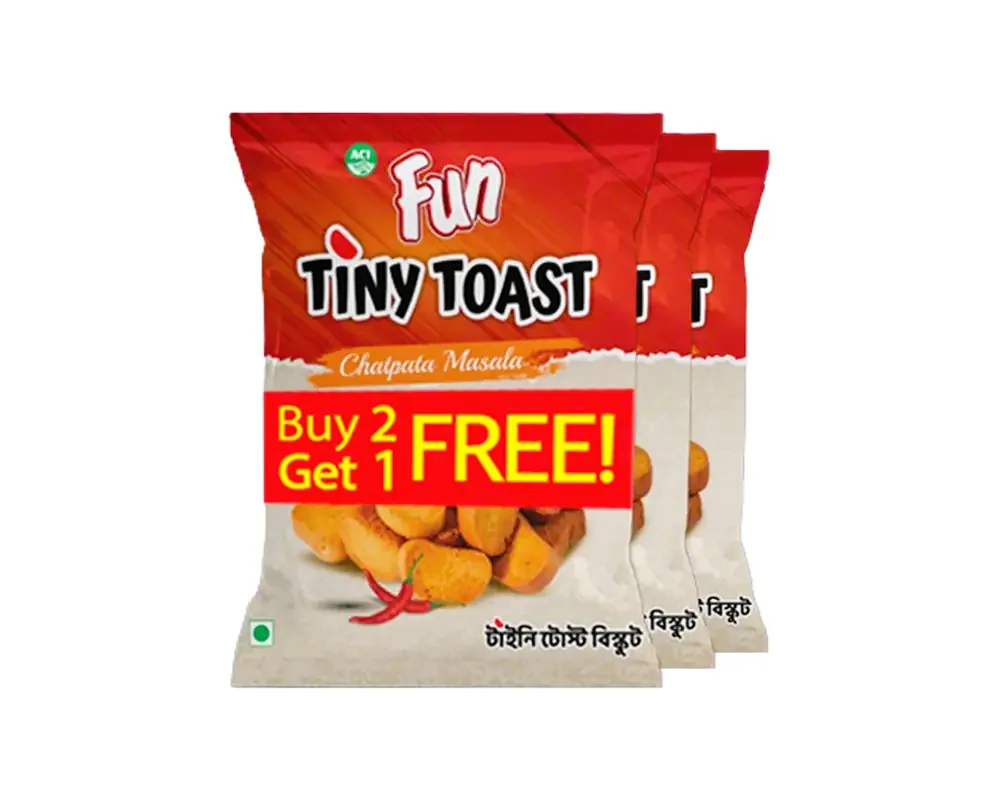 ACI
Fun
TINY TOAST
Chatpata Masala
Buy 2
Get 1
FREE!
টাইনি টোস্ট বিস্কুট
বিস্কুট
বিস্কুট
T
T